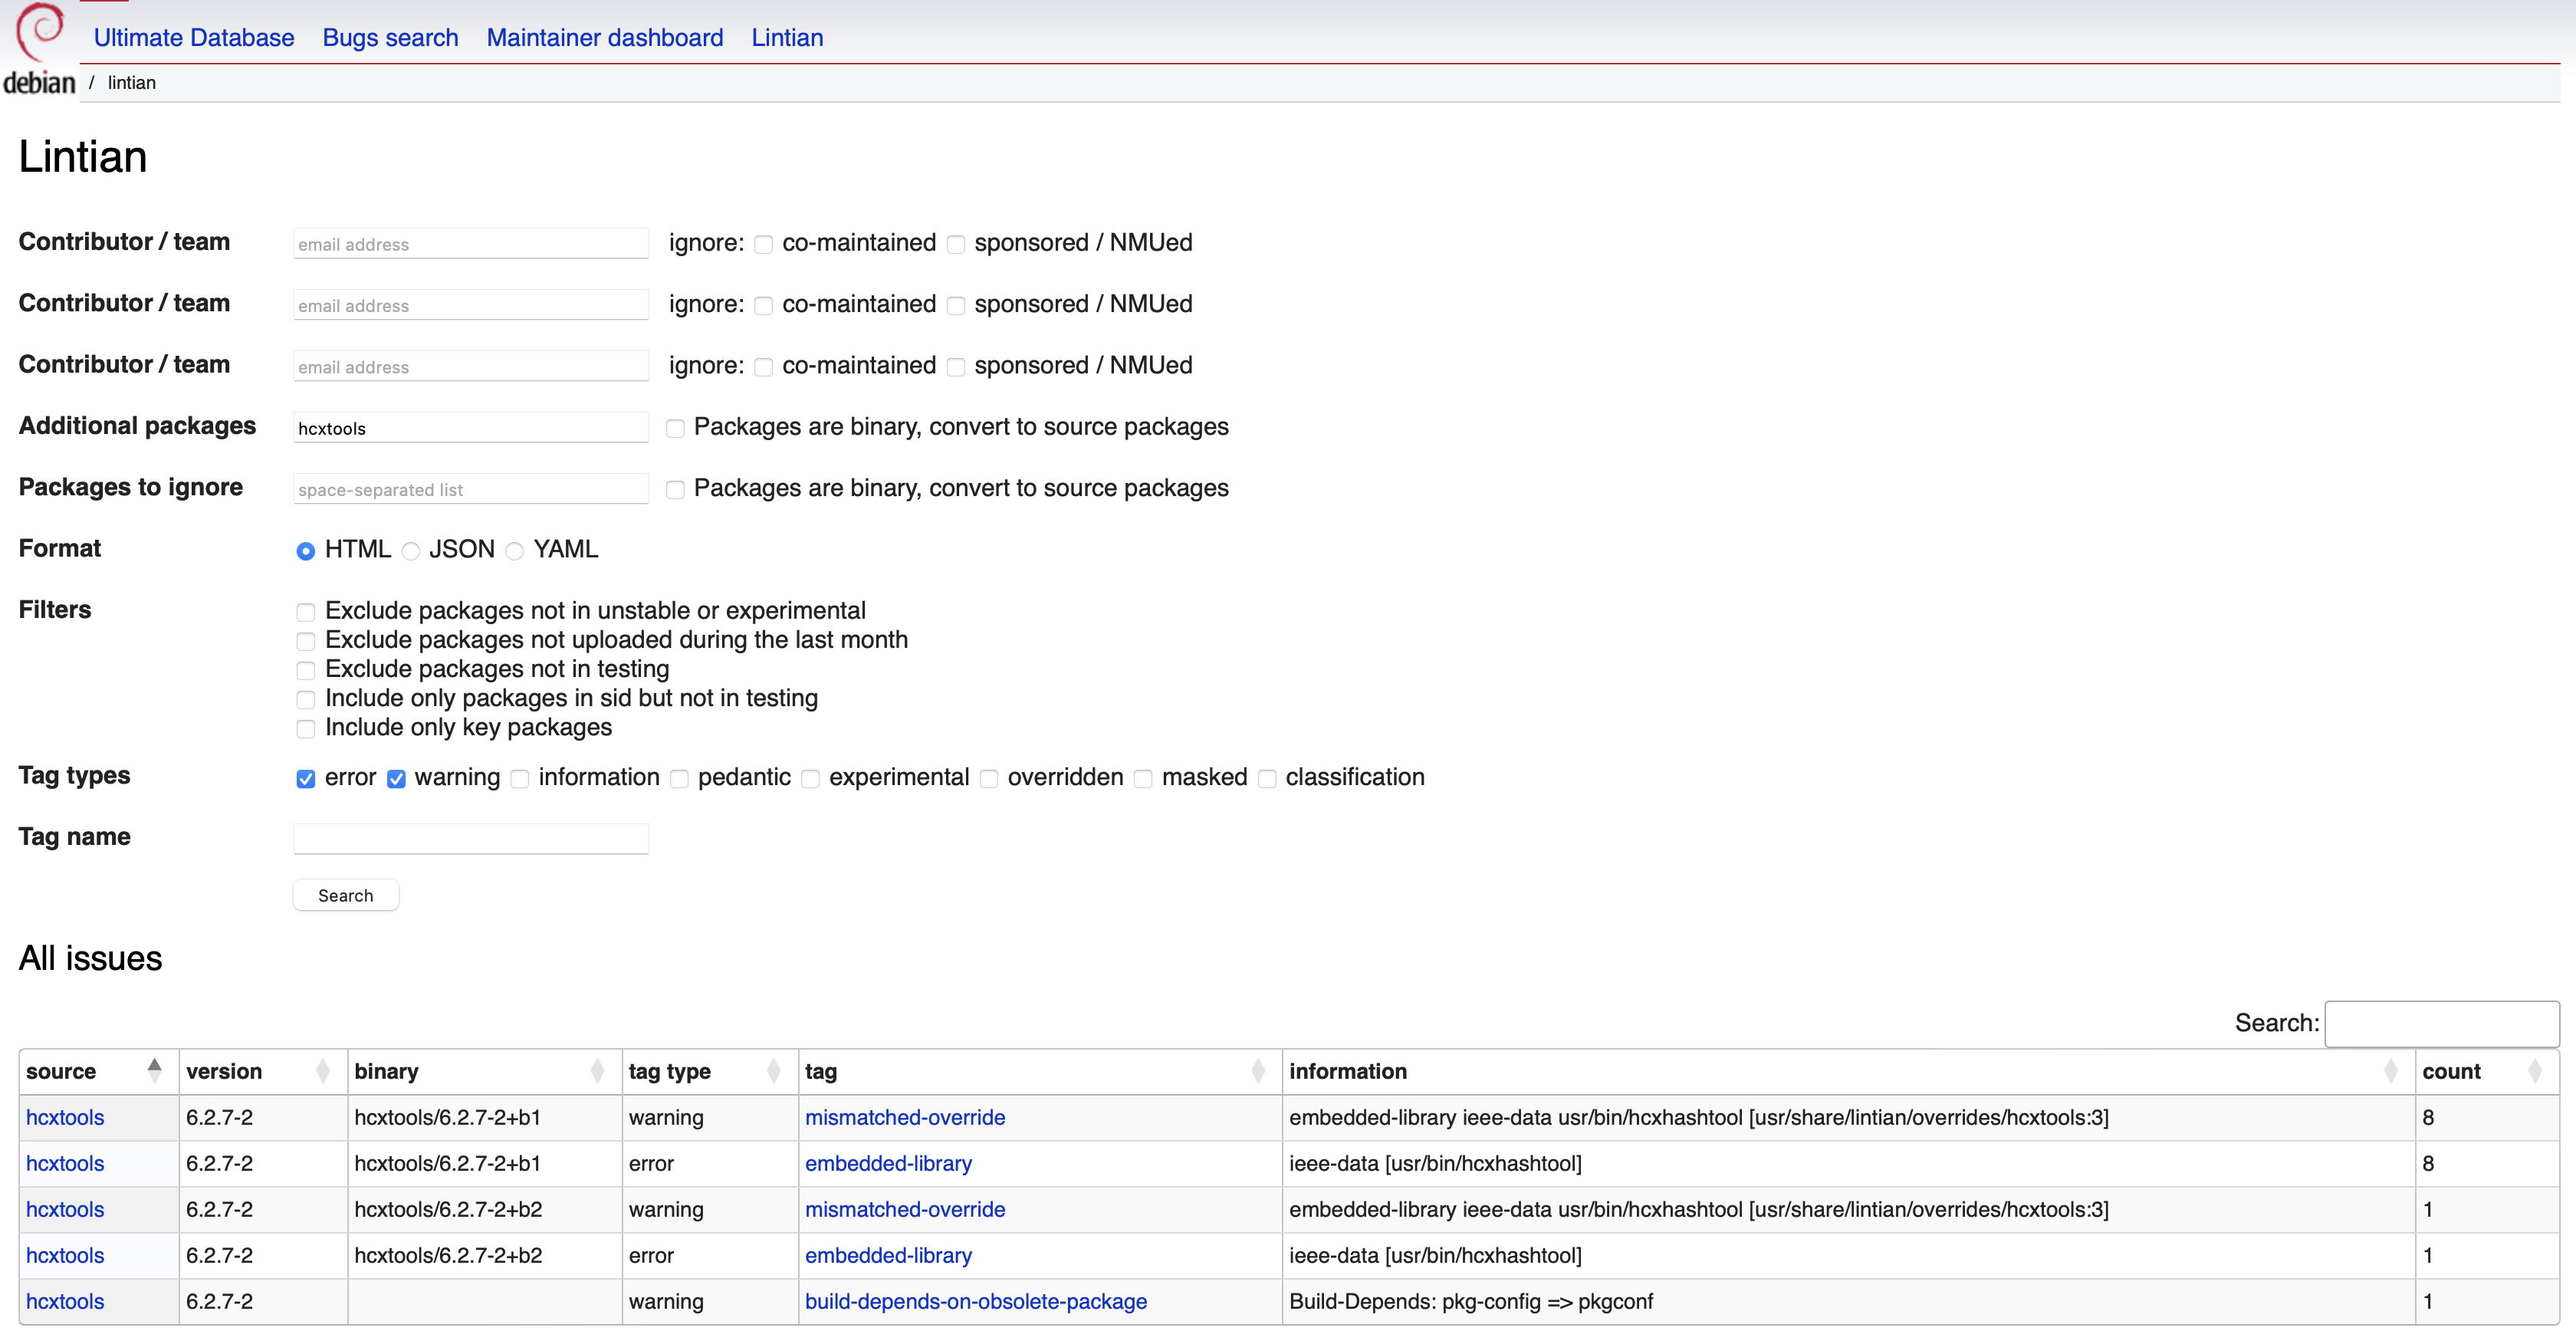 Ultimate Database Bugs search Maintainer dashboard Lintian
debian / lintian
Lintian
Contributor / team email address ignore: co-maintained sponsored / NMUed
Contributor / team email address ignore: co-maintained sponsored / NMUed
Contributor / team email address ignore: co-maintained sponsored / NMUed
Additional packages hcxtools Packages are binary, convert to source packages
Packages to ignore space-separated list Packages are binary, convert to source packages
Format HTML JSON YAML
Filters Exclude packages not in unstable or experimental
Exclude packages not uploaded during the last month
Exclude packages not in testing
Include only packages in sid but not in testing
Include only key packages
Tag types error warning information pedantic experimental overridden masked classification
Tag name
Search
All issues
Search:
source version binary tag type tag information count
hcxtools 6.2.7-2 hcxtools/6.2.7-2+b1 warning mismatched-override embedded-library ieee-data usr/bin/hcxhashtool [usr/share/lintian/overrides/hcxtools:3] 8
hcxtools 6.2.7-2 hcxtools/6.2.7-2+b1 error embedded-library ieee-data [usr/bin/hcxhashtool] 8
hcxtools 6.2.7-2 hcxtools/6.2.7-2+b2 warning mismatched-override embedded-library ieee-data usr/bin/hcxhashtool [usr/share/lintian/overrides/hcxtools:3] 1
hcxtools 6.2.7-2 hcxtools/6.2.7-2+b2 error embedded-library ieee-data [usr/bin/hcxhashtool] 1
hcxtools 6.2.7-2 warning build-depends-on-obsolete-package Build-Depends: pkg-config => pkgconf 1